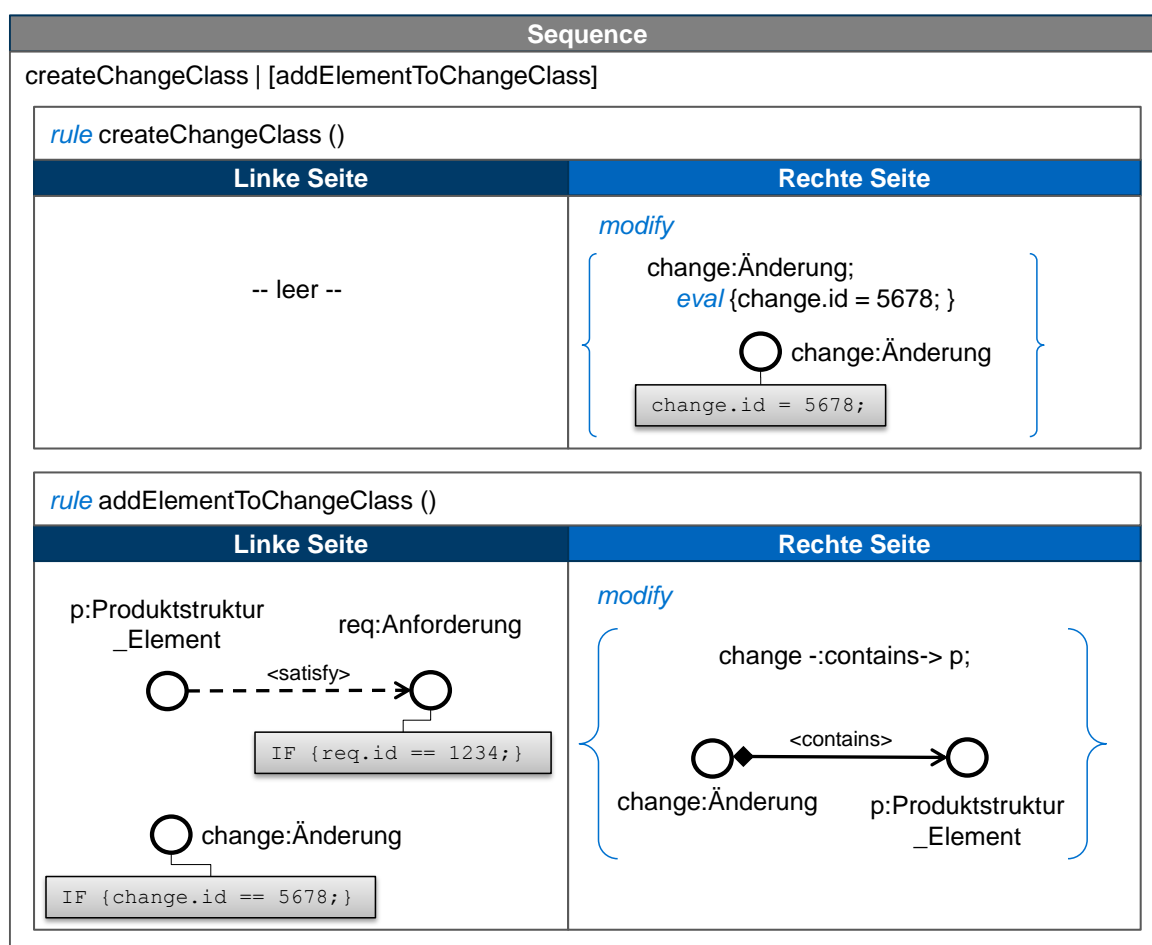 Sequence
createChangeClass | [addElementToChangeClass]
rule createChangeClass ()
Linke Seite
Rechte Seite
-- leer --
modify
change:Änderung;
eval {change.id = 5678; }
change:Änderung
change.id = 5678;
rule addElementToChangeClass ()
Linke Seite
Rechte Seite
p:Produktstruktur
_Element
req:Anforderung
<satisfy>
IF {req.id == 1234;}
change:Änderung
IF {change.id == 5678;}
modify
change -:contains-> p;
<contains>
change:Änderung
p:Produktstruktur
_Element